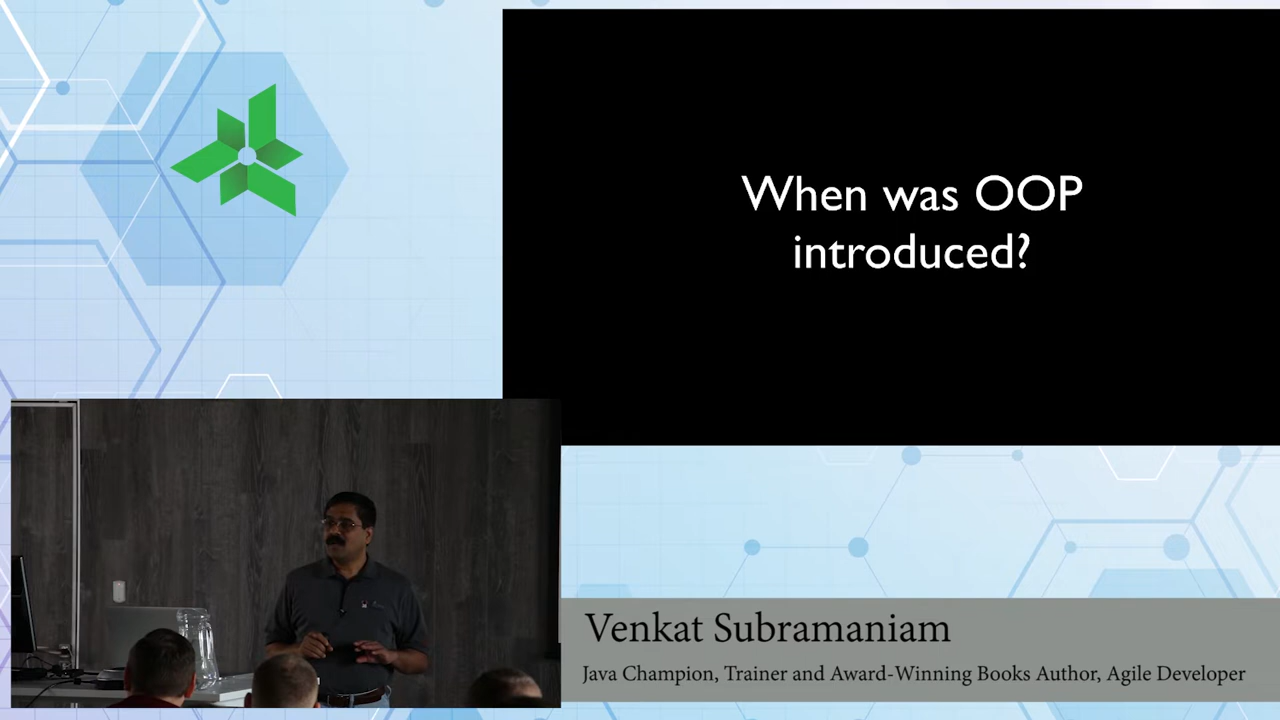 When was OOP
introduced?
Venkat Subramaniam
Java Champion, Trainer and Award-Winning Books Author, Agile Developer